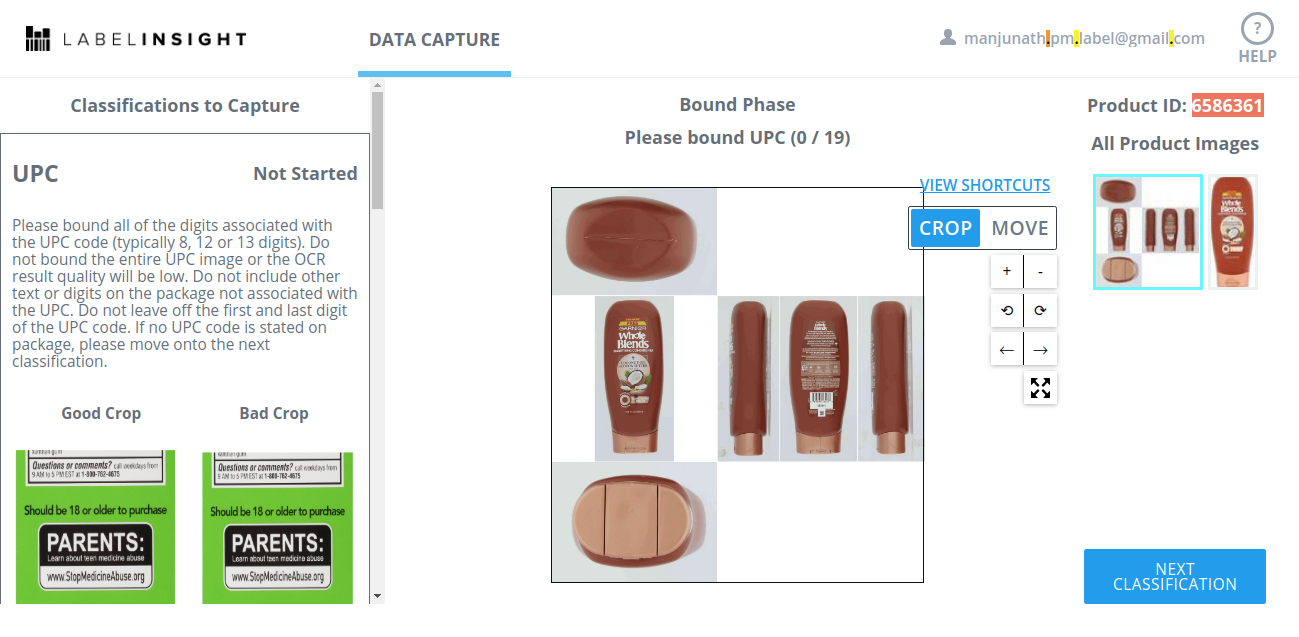 LABELINSIGHT
DATA CAPTURE
manjunath.pm.label@gmail.com
?
HELP
Classifications to Capture
UPC
Not Started
Please bound all of the digits associated with
the UPC code (typically 8, 12 or 13 digits). Do
not bound the entire UPC image or the OCR
result quality will be low. Do not include other
text or digits on the package not associated with
the UPC. Do not leave off the first and last digit
of the UPC code. If no UPC code is stated on
package, please move onto the next
classification.
Good Crop
Bad Crop
Questions or comments? call weekdays from
9 AM to 5 PM EST at 1-800-762-4675
Should be 18 or older to purchase
PARENTS:
Learn about teen medicine abuse
www.StopMedicineAbuse.org
Questions or comments? call weekdays from
9 AM to 5 PM EST at 1-800-762-4675
Should be 18 or older to purchase
PARENTS:
Learn about teen medicine abuse
www.StopMedicineAbuse.org
Bound Phase
Please bound UPC (0 / 19)
GARNIER
Whole
Blends
VIEW SHORTCUTS
CROP
MOVE
+
-
⟲
⟳
←
→
Product ID: 6586361
All Product Images
Whole
Blends
NEXT
CLASSIFICATION